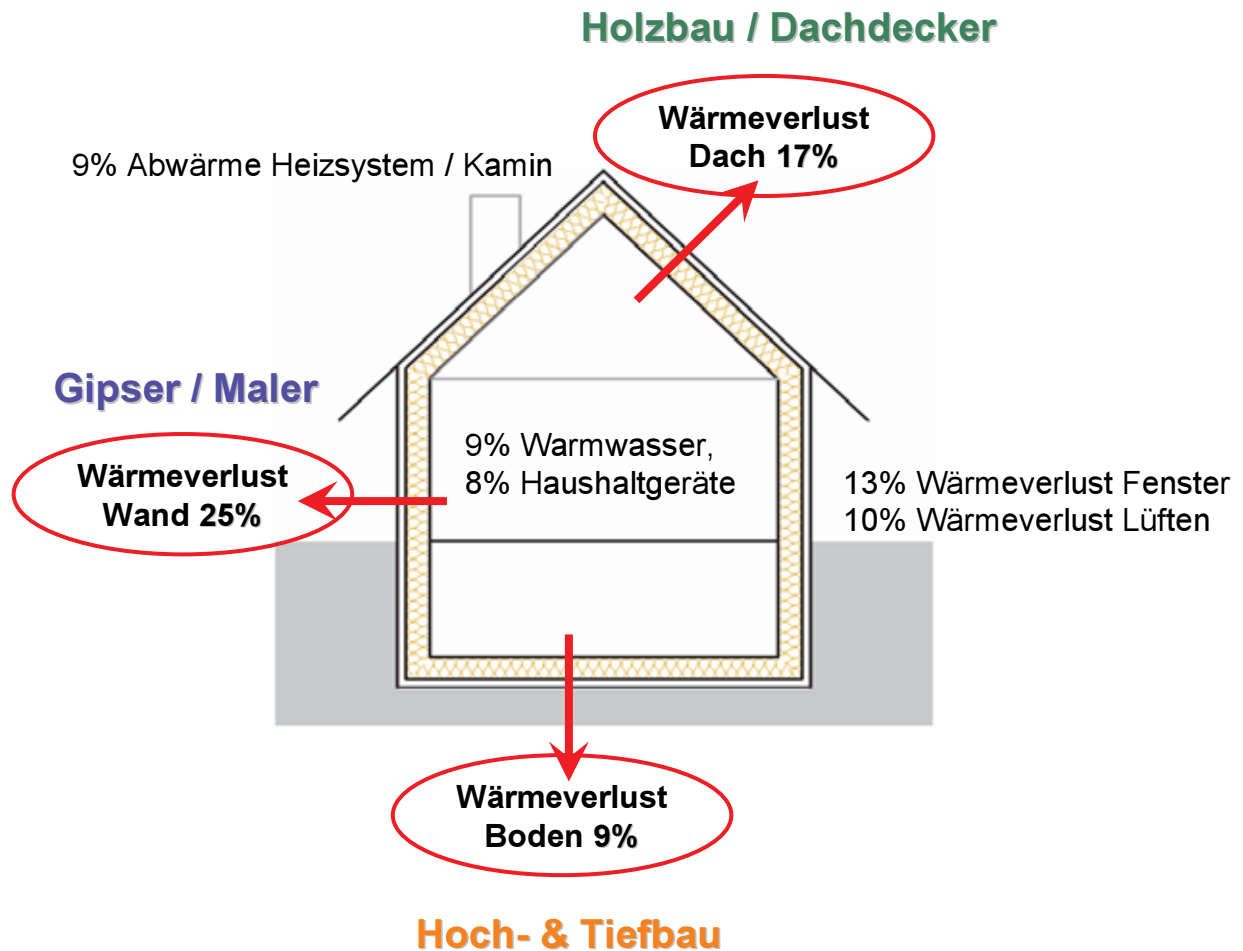 Holzbau / Dachdecker
Wärmeverlust
Dach 17%
9% Abwärme Heizsystem / Kamin
Gipser / Maler
Wärmeverlust
Wand 25%
9% Warmwasser,
8% Haushaltgeräte
13% Wärmeverlust Fenster
10% Wärmeverlust Lüften
Wärmeverlust
Boden 9%
Hoch- & Tiefbau